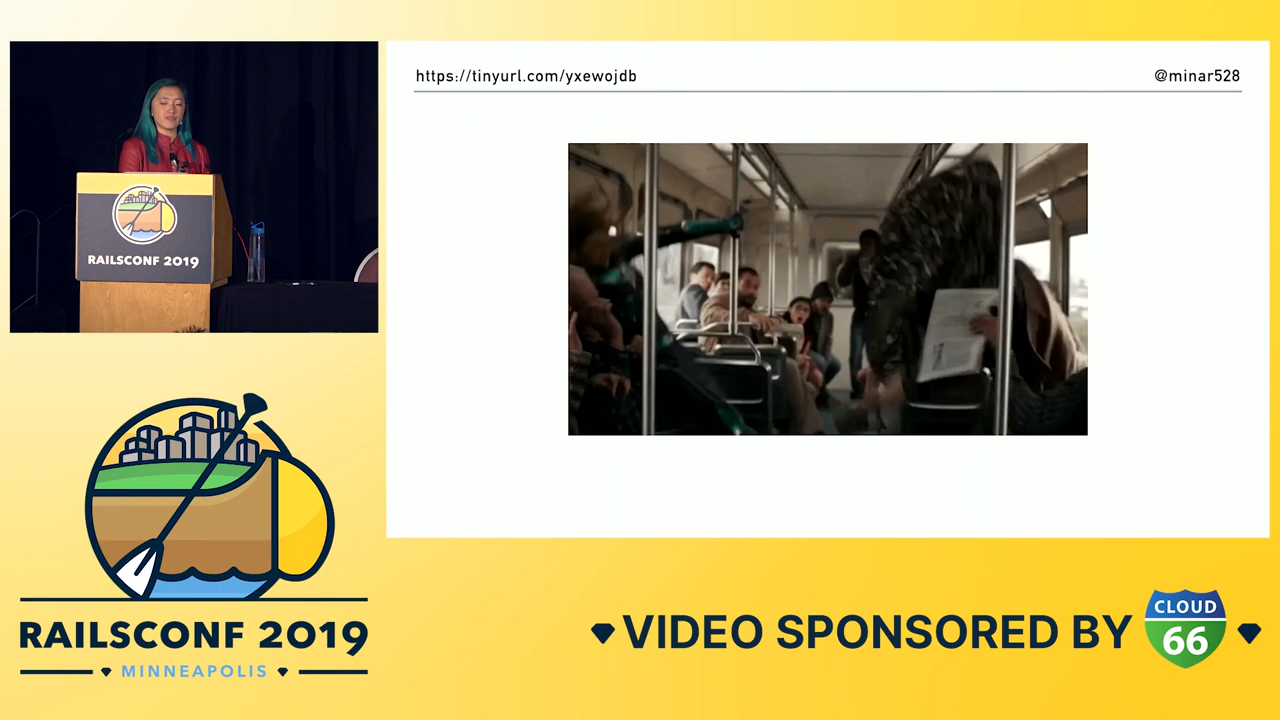 https://tinyurl.com/yxewojdb
@minar528
RAILSCONF 2019
RAILSCONF 2019
MINNEAPOLIS
VIDEO SPONSORED BY
CLOUD
66